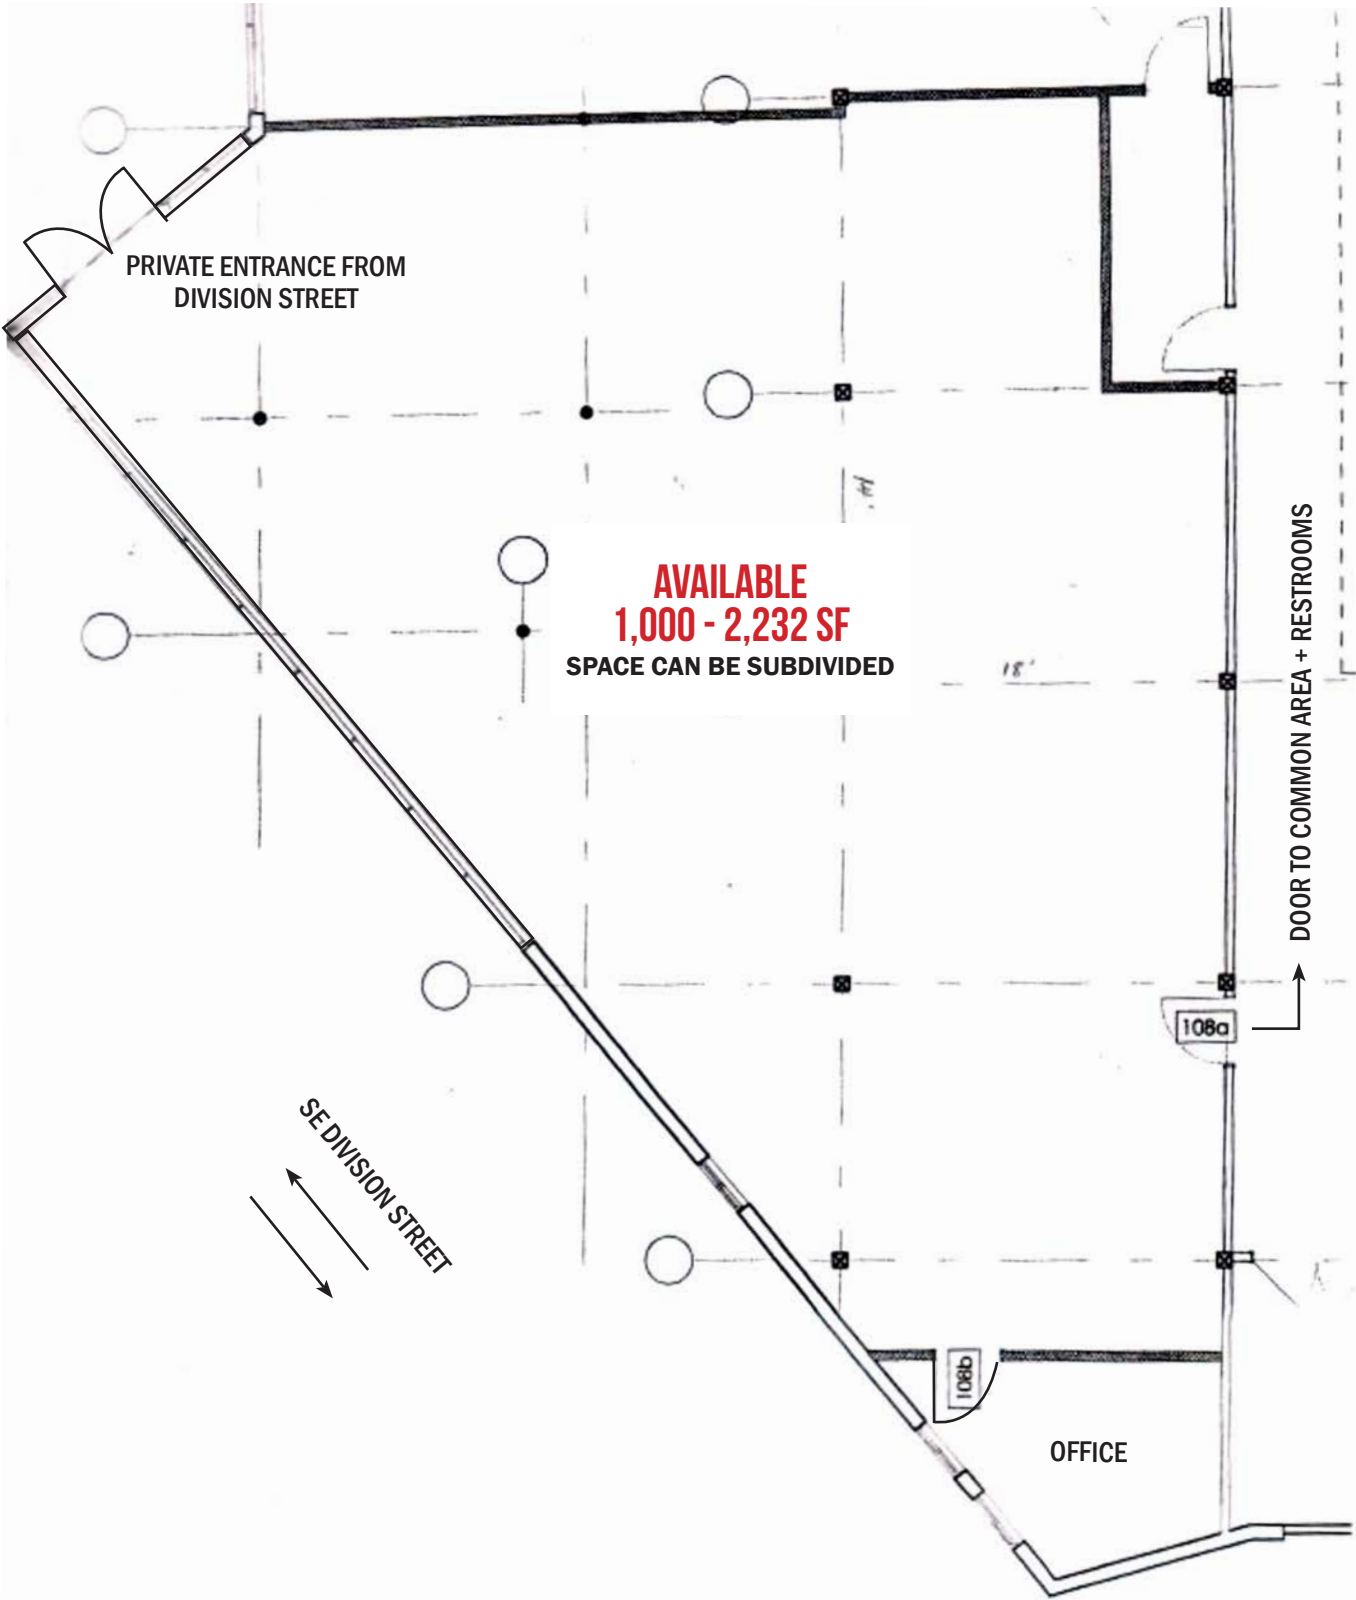 PRIVATE ENTRANCE FROM
DIVISION STREET
14'
AVAILABLE
1,000 - 2,232 SF
SPACE CAN BE SUBDIVIDED
18'
DOOR TO COMMON AREA + RESTROOMS
108a
SE DIVISION STREET
108b
OFFICE